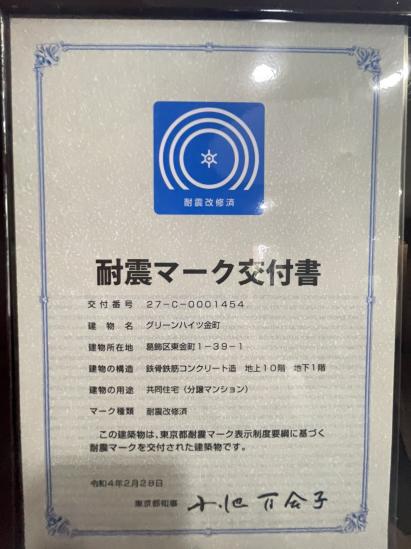 耐震改修済
耐震マーク交付書
交付番号 27-C-0001454
建物名 グリーンハイツ金町
建物所在地 葛飾区東金町1-39-1
建物の構造 鉄骨鉄筋コンクリート造 地上10階 地下1階
建物の用途 共同住宅（分譲マンション）
マーク種類 耐震改修済
この建築物は、東京都耐震マーク表示制度要綱に基づく
耐震マークを交付された建築物です。
令和4年2月28日
東京都知事 小池百合子